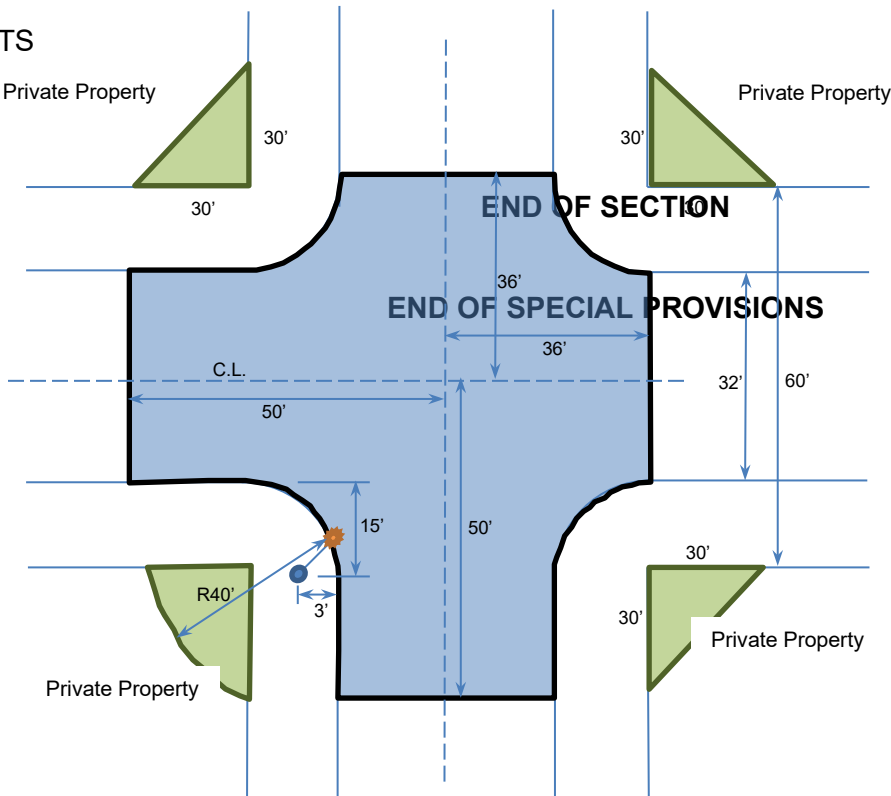 TS
Private Property
Private Property
30’
30’
30’
30’
END OF SECTION
36’
END OF SPECIAL PROVISIONS
36’
C.L.
32’
60’
50’
15’
50’
30’
R40’
3’
30’
Private Property
Private Property